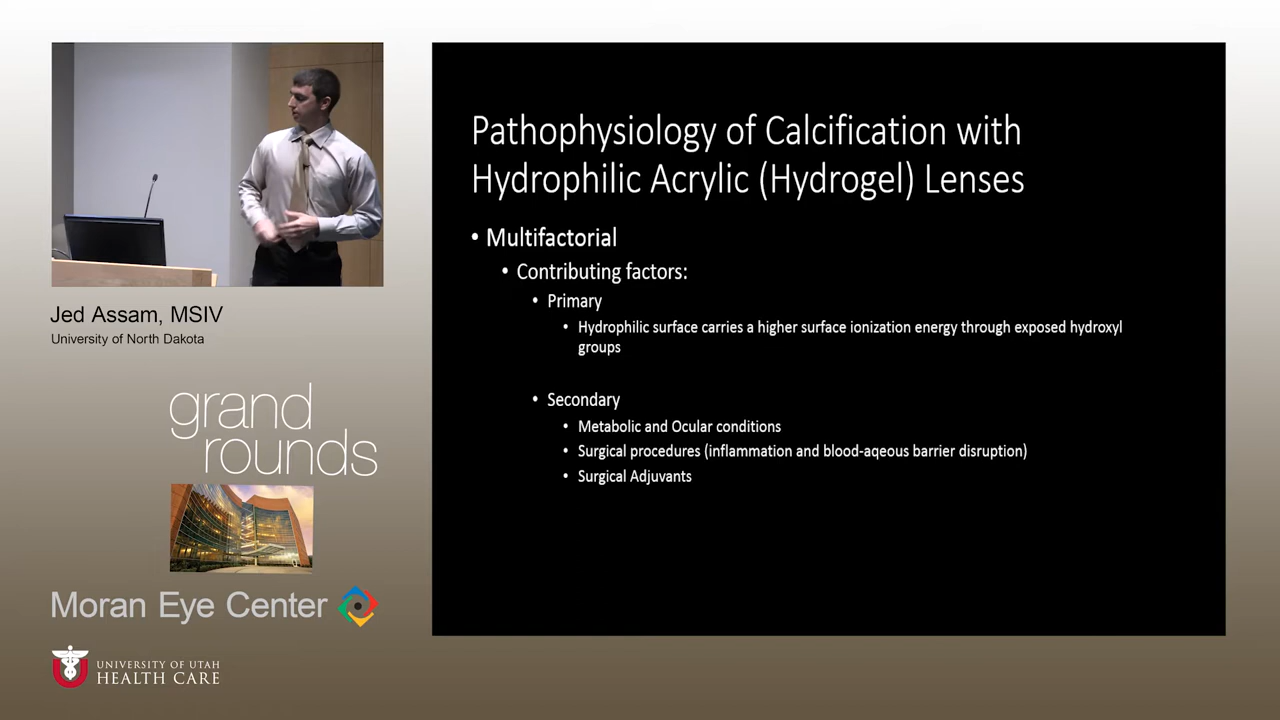 Pathophysiology of Calcification with
Hydrophilic Acrylic (Hydrogel) Lenses
• Multifactorial
• Contributing factors:
• Primary
• Hydrophilic surface carries a higher surface ionization energy through exposed hydroxyl
groups
• Secondary
• Metabolic and Ocular conditions
• Surgical procedures (inflammation and blood-aqeous barrier disruption)
• Surgical Adjuvants
Jed Assam, MSIV
University of North Dakota
grand
rounds
Moran Eye Center
UNIVERSITY OF UTAH
HEALTH CARE